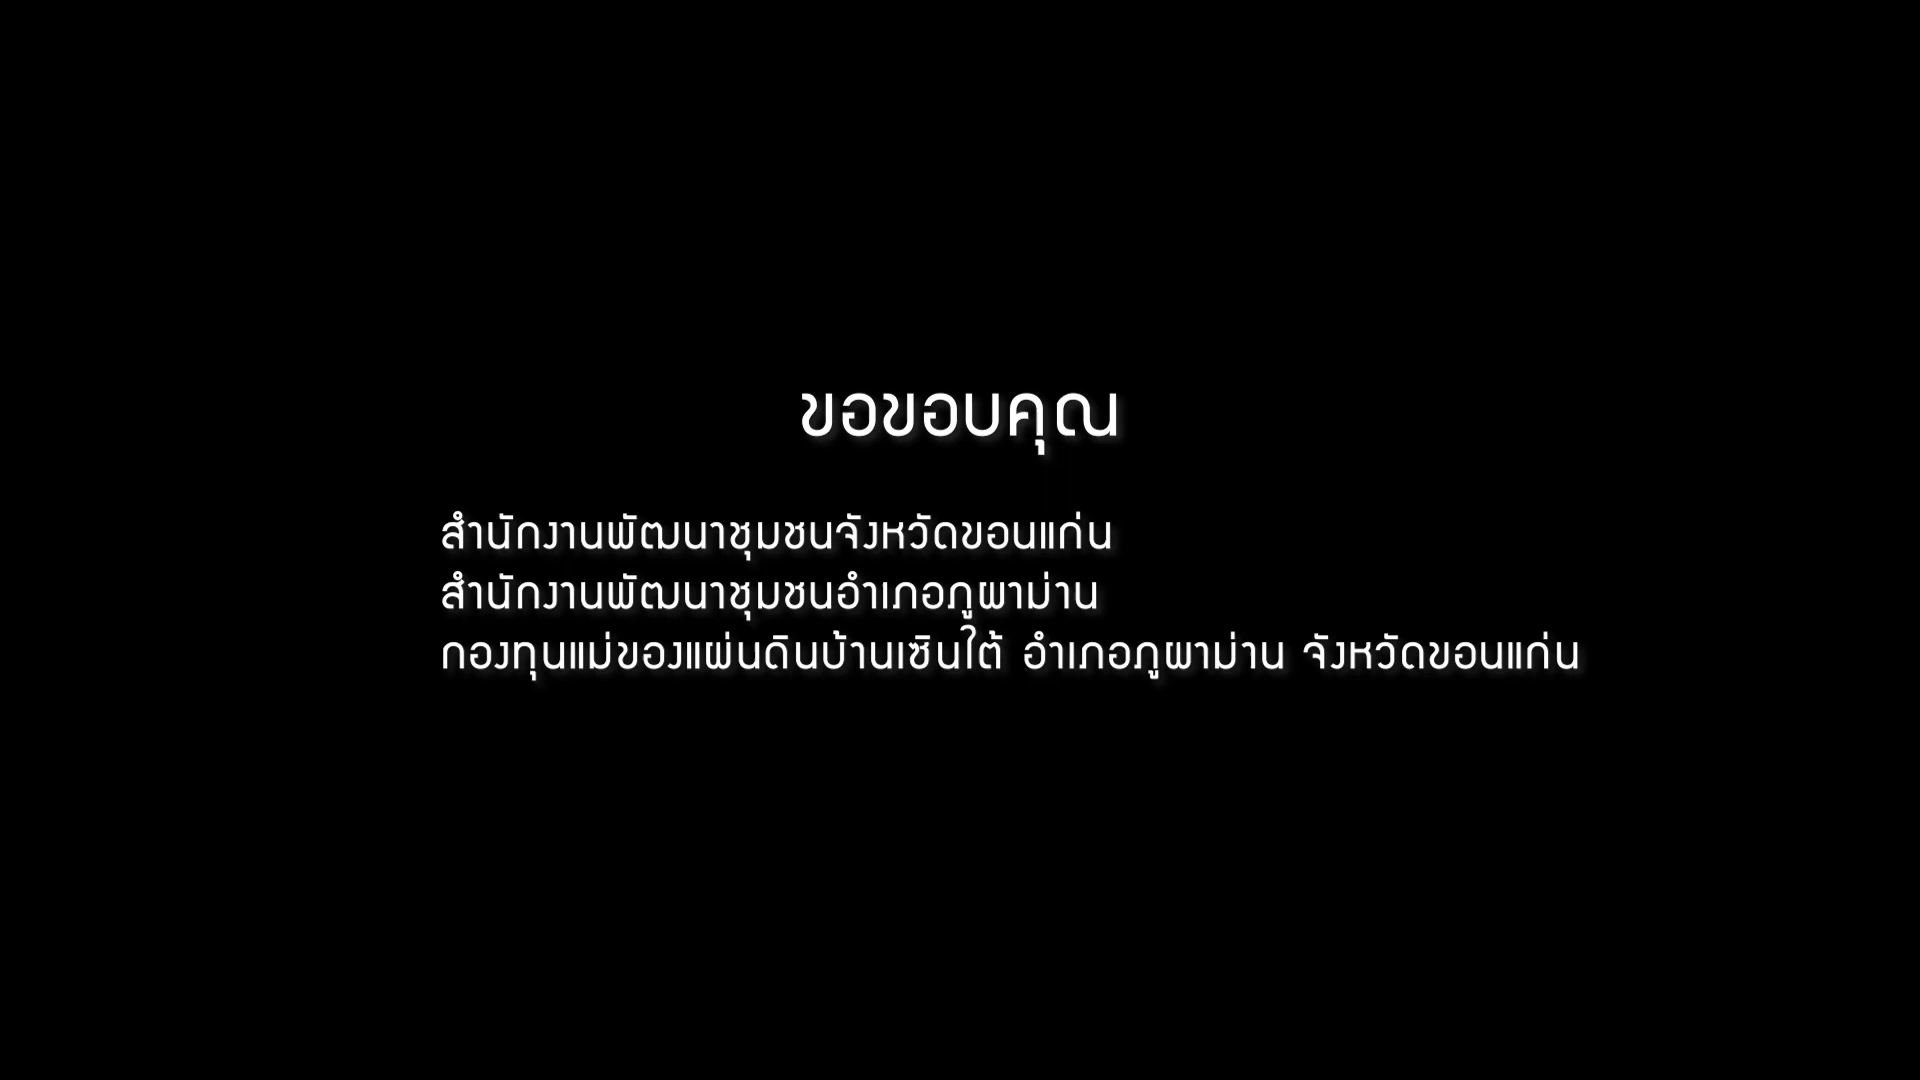 ขอขอบคุณ
สำนักงานพัฒนาชุมชนจังหวัดขอนแก่น
สำนักงานพัฒนาชุมชนอำเภอภูผาม่าน
กองทุนแม่ของแผ่นดินบ้านเซินใต้ อำเภอภูผาม่าน จังหวัดขอนแก่น